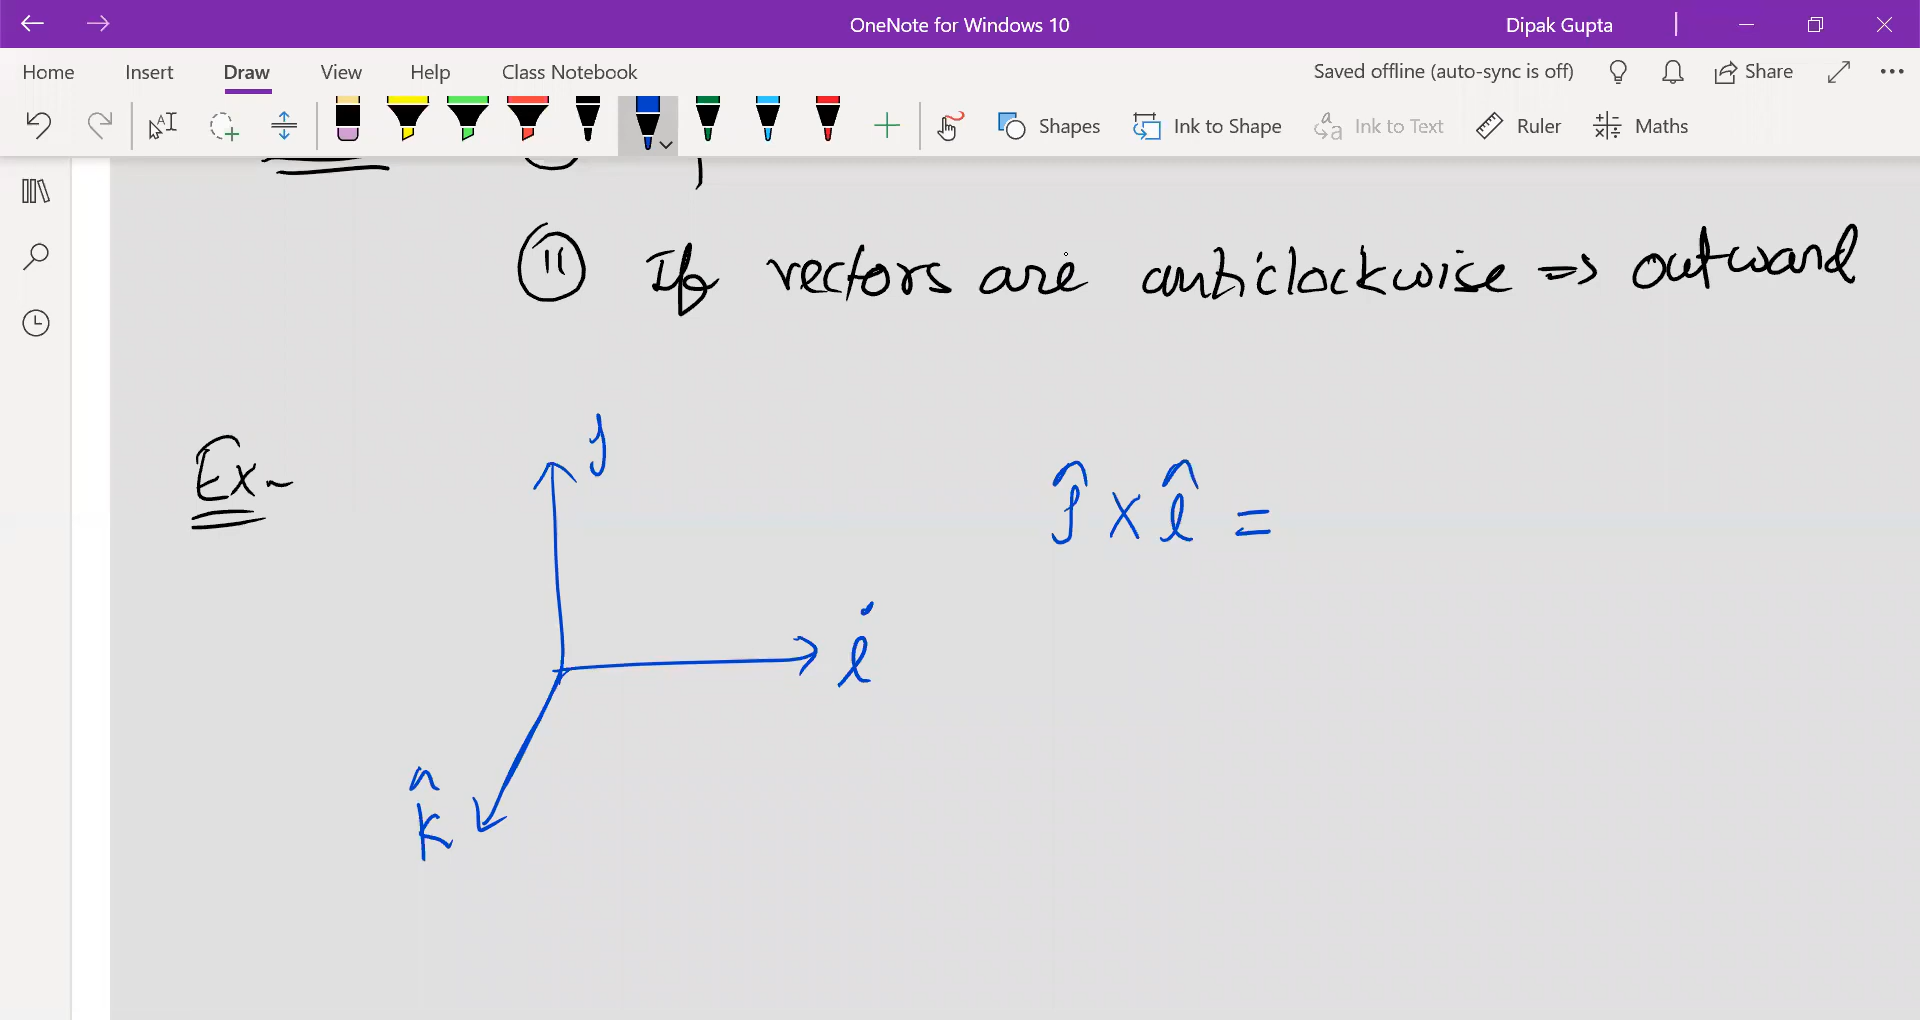 OneNote for Windows 10
Dipak Gupta
Home Insert Draw View Help Class Notebook
Saved offline (auto-sync is off) Share
Shapes Ink to Shape Ink to Text Ruler Maths
(II) If vectors are anticlockwise => outward
Ex-
j
ĵ × î =
i
k̂